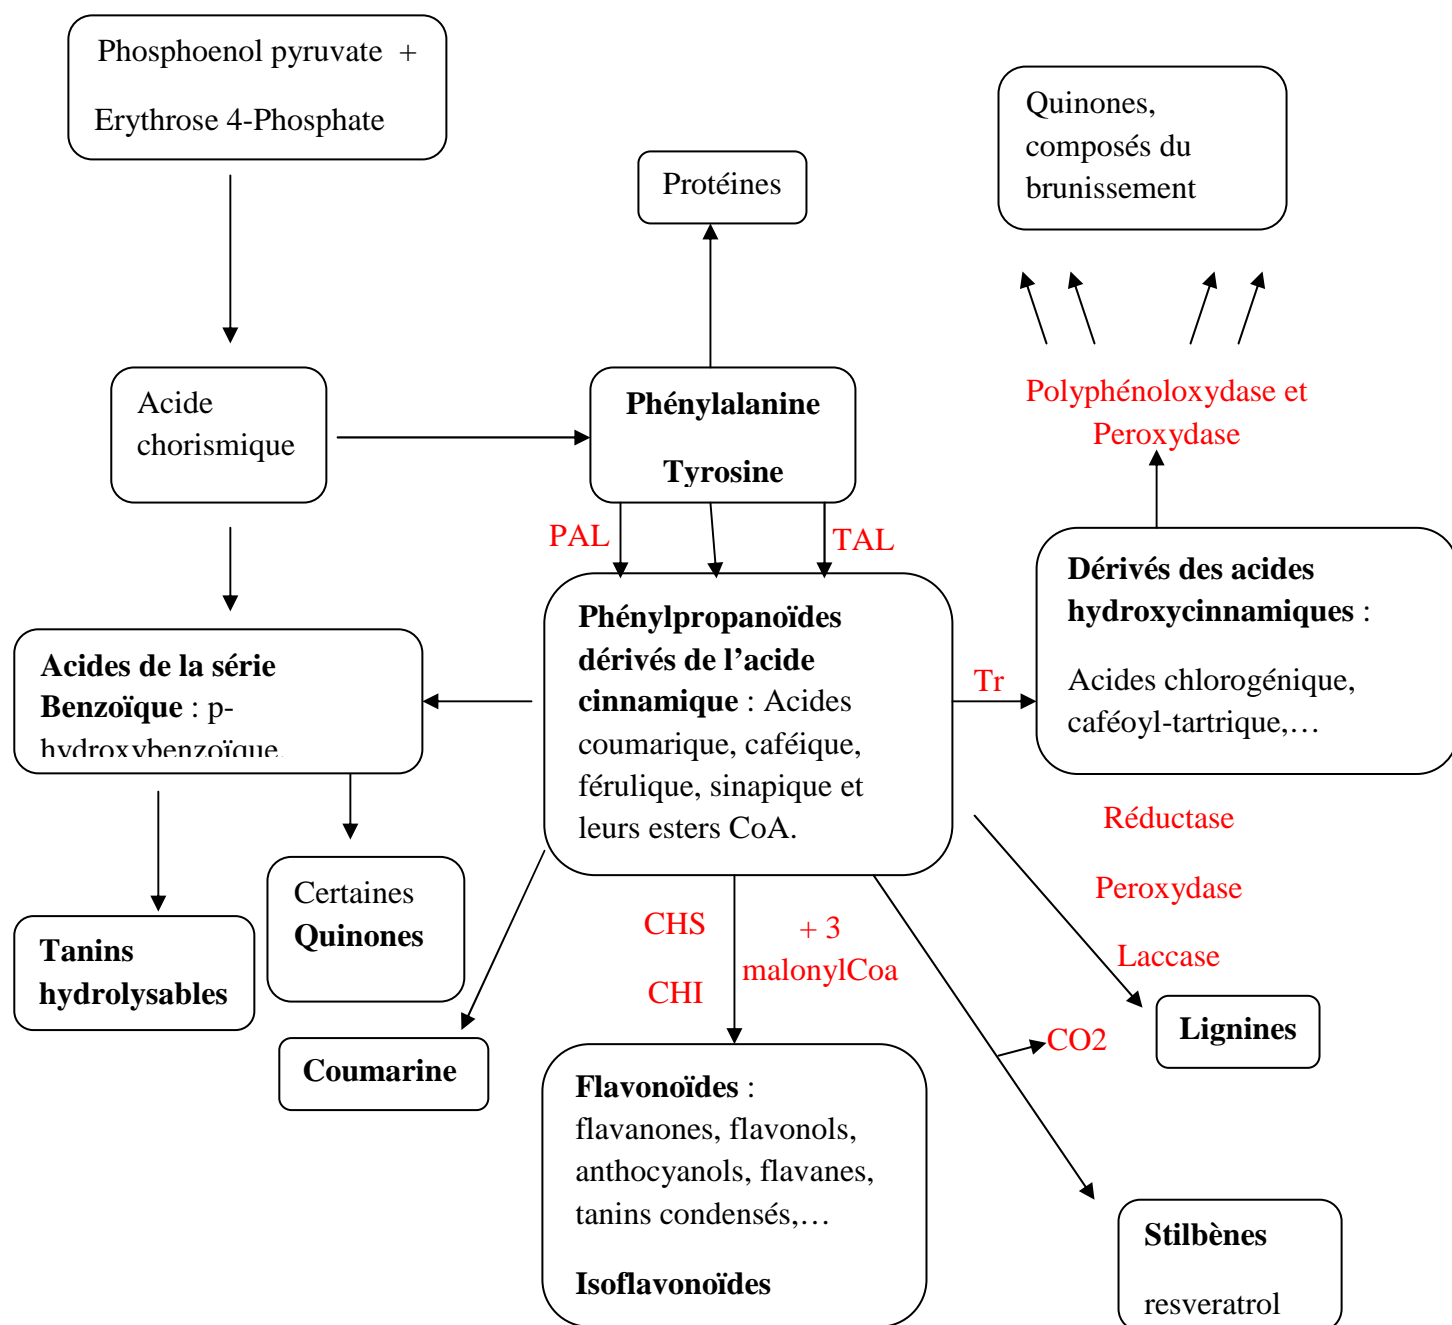 Phosphoenol pyruvate +
Erythrose 4-Phosphate
Quinones,
composés du
brunissement
Protéines
Acide
chorismique
Phénylalanine
Tyrosine
Polyphénoloxydase et
Peroxydase
PAL
TAL
Dérivés des acides
hydroxycinnamiques :
Acides chlorogénique,
caféoyl-tartrique,…
Phénylpropanoïdes
dérivés de l’acide
cinnamique : Acides
coumarique, caféique,
férulique, sinapique et
leurs esters CoA.
Tr
Acides de la série
Benzoïque : p-
hydroxybenzoïque.
Réductase
Peroxydase
Laccase
Lignines
Certaines
Quinones
Tanins
hydrolysables
Coumarine
CHS
CHI
+ 3
malonylCoa
CO2
Flavonoïdes :
flavanones, flavonols,
anthocyanols, flavanes,
tanins condensés,…
Isoflavonoïdes
Stilbènes
resveratrol